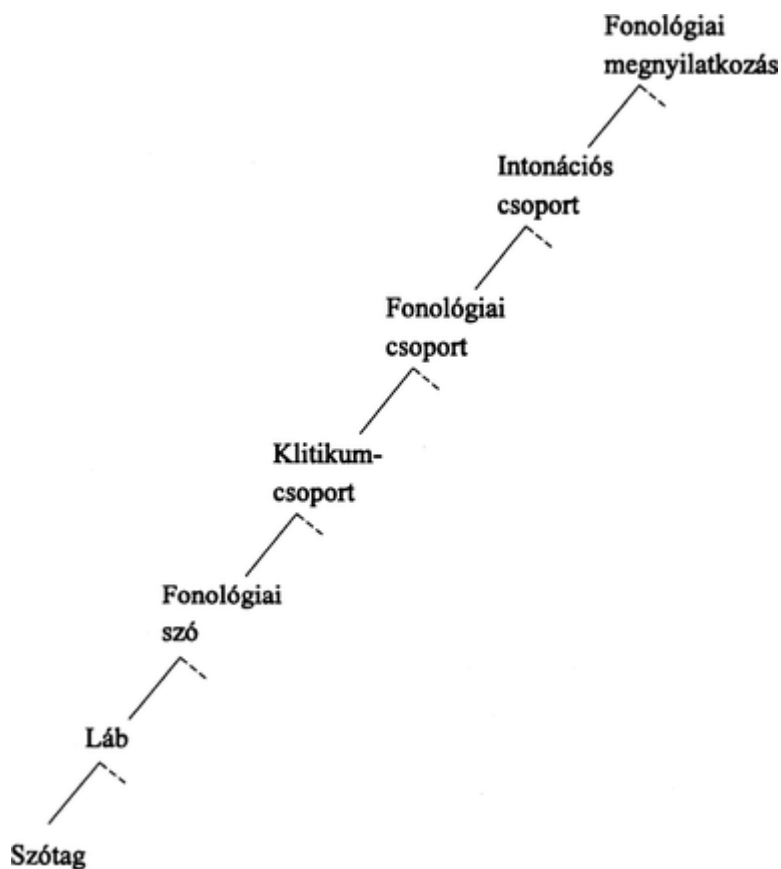 Fonológiai
megnyilatkozás
Intonációs
csoport
Fonológiai
csoport
Klitikum-
csoport
Fonológiai
szó
Láb
Szótag